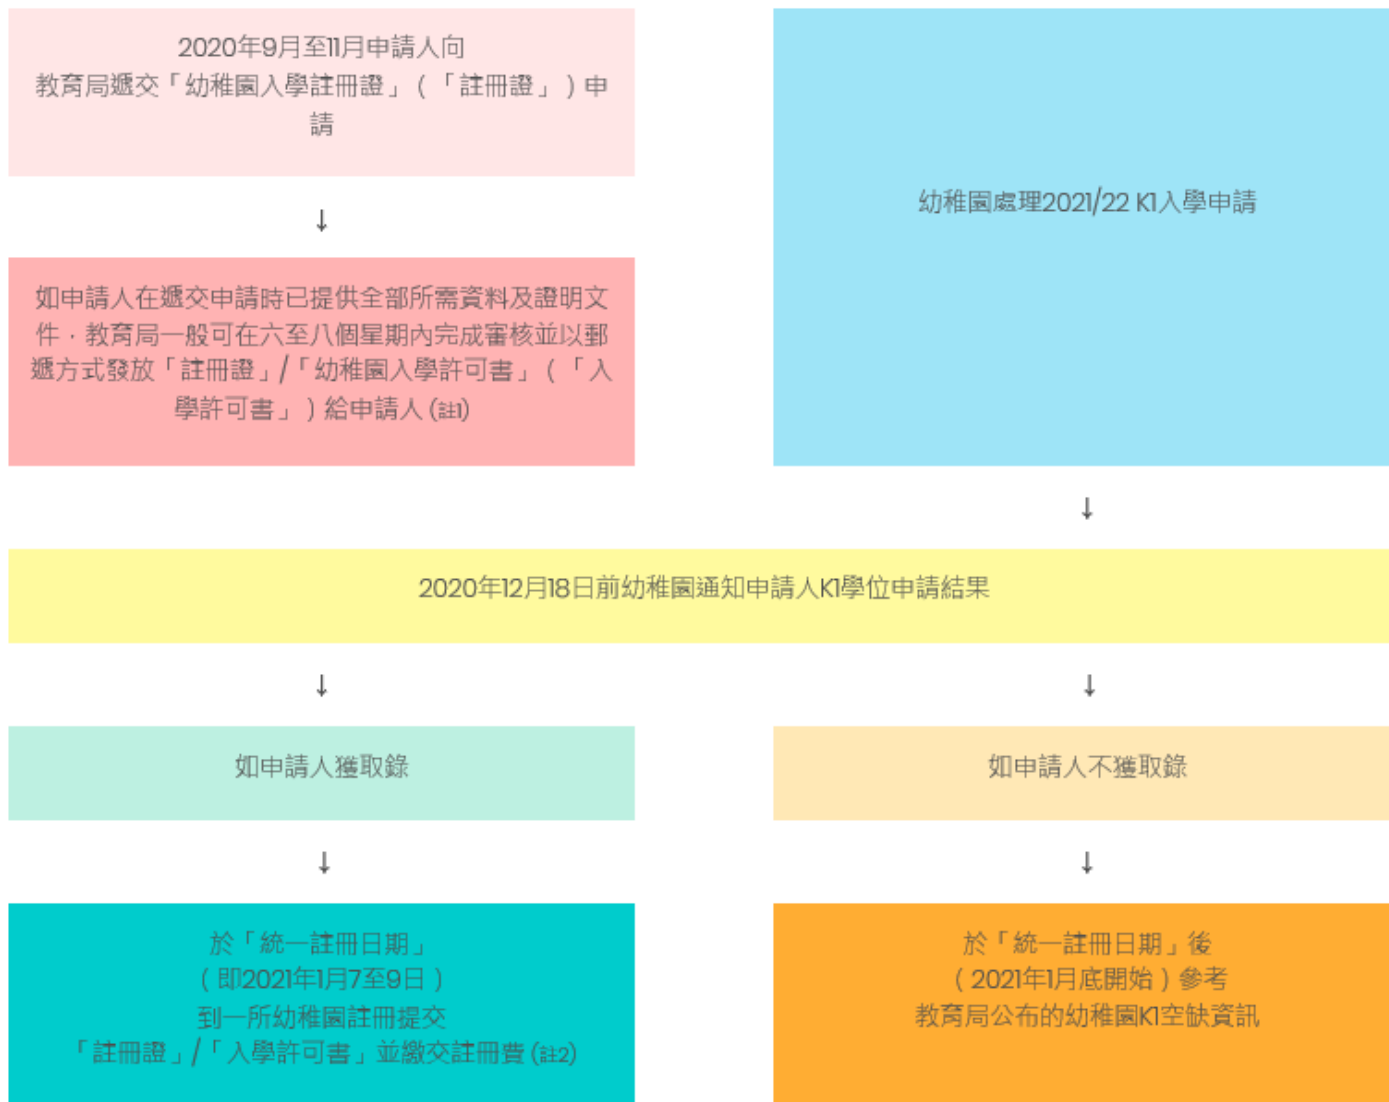 2020年9月至11月申請人向
教育局遞交「幼稚園入學註冊證」(「註冊證」)申
請
↓
如申請人在遞交申請時已提供全部所需資料及證明文
件，教育局一般可在六至八個星期內完成審核並以郵
遞方式發放「註冊證」/「幼稚園入學許可書」(「入
學許可書」)給申請人(註1)
幼稚園處理2021/22 K1入學申請
↓
2020年12月18日前幼稚園通知申請人K1學位申請結果
↓
↓
如申請人獲取錄
如申請人不獲取錄
↓
↓
於「統一註冊日期」
(即2021年1月7至9日)
到一所幼稚園註冊提交
「註冊證」/「入學許可書」並繳交註冊費(註2)
於「統一註冊日期」後
(2021年1月底開始)參考
教育局公布的幼稚園K1空缺資訊